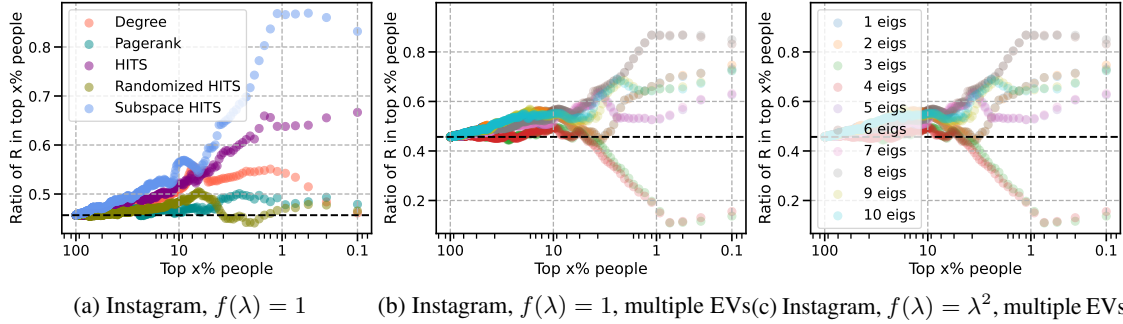 Degree
Pagerank
HITS
Randomized HITS
Subspace HITS
Ratio of R in top x% people
0.8
0.7
0.6
0.5
100
10
1
0.1
Top x% people
(a) Instagram, f(λ) = 1
Ratio of R in top x% people
0.8
0.6
0.4
0.2
100
10
1
0.1
Top x% people
(b) Instagram, f(λ) = 1, multiple EVs
1 eigs
2 eigs
3 eigs
4 eigs
5 eigs
6 eigs
7 eigs
8 eigs
9 eigs
10 eigs
Ratio of R in top x% people
0.8
0.6
0.4
0.2
100
10
1
0.1
Top x% people
(c) Instagram, f(λ) = λ², multiple EVs